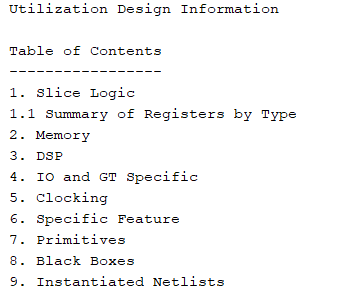 Utilization Design Information
Table of Contents
-----------------
1. Slice Logic
1.1 Summary of Registers by Type
2. Memory
3. DSP
4. IO and GT Specific
5. Clocking
6. Specific Feature
7. Primitives
8. Black Boxes
9. Instantiated Netlists